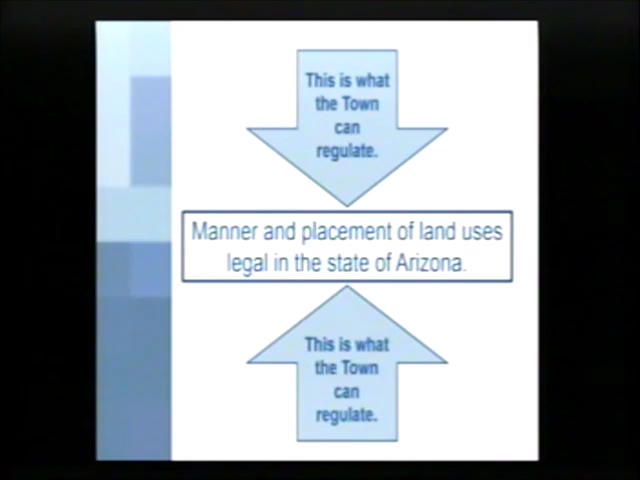 This is what
the Town
can
regulate.
Manner and placement of land uses
legal in the state of Arizona.
This is what
the Town
can
regulate.